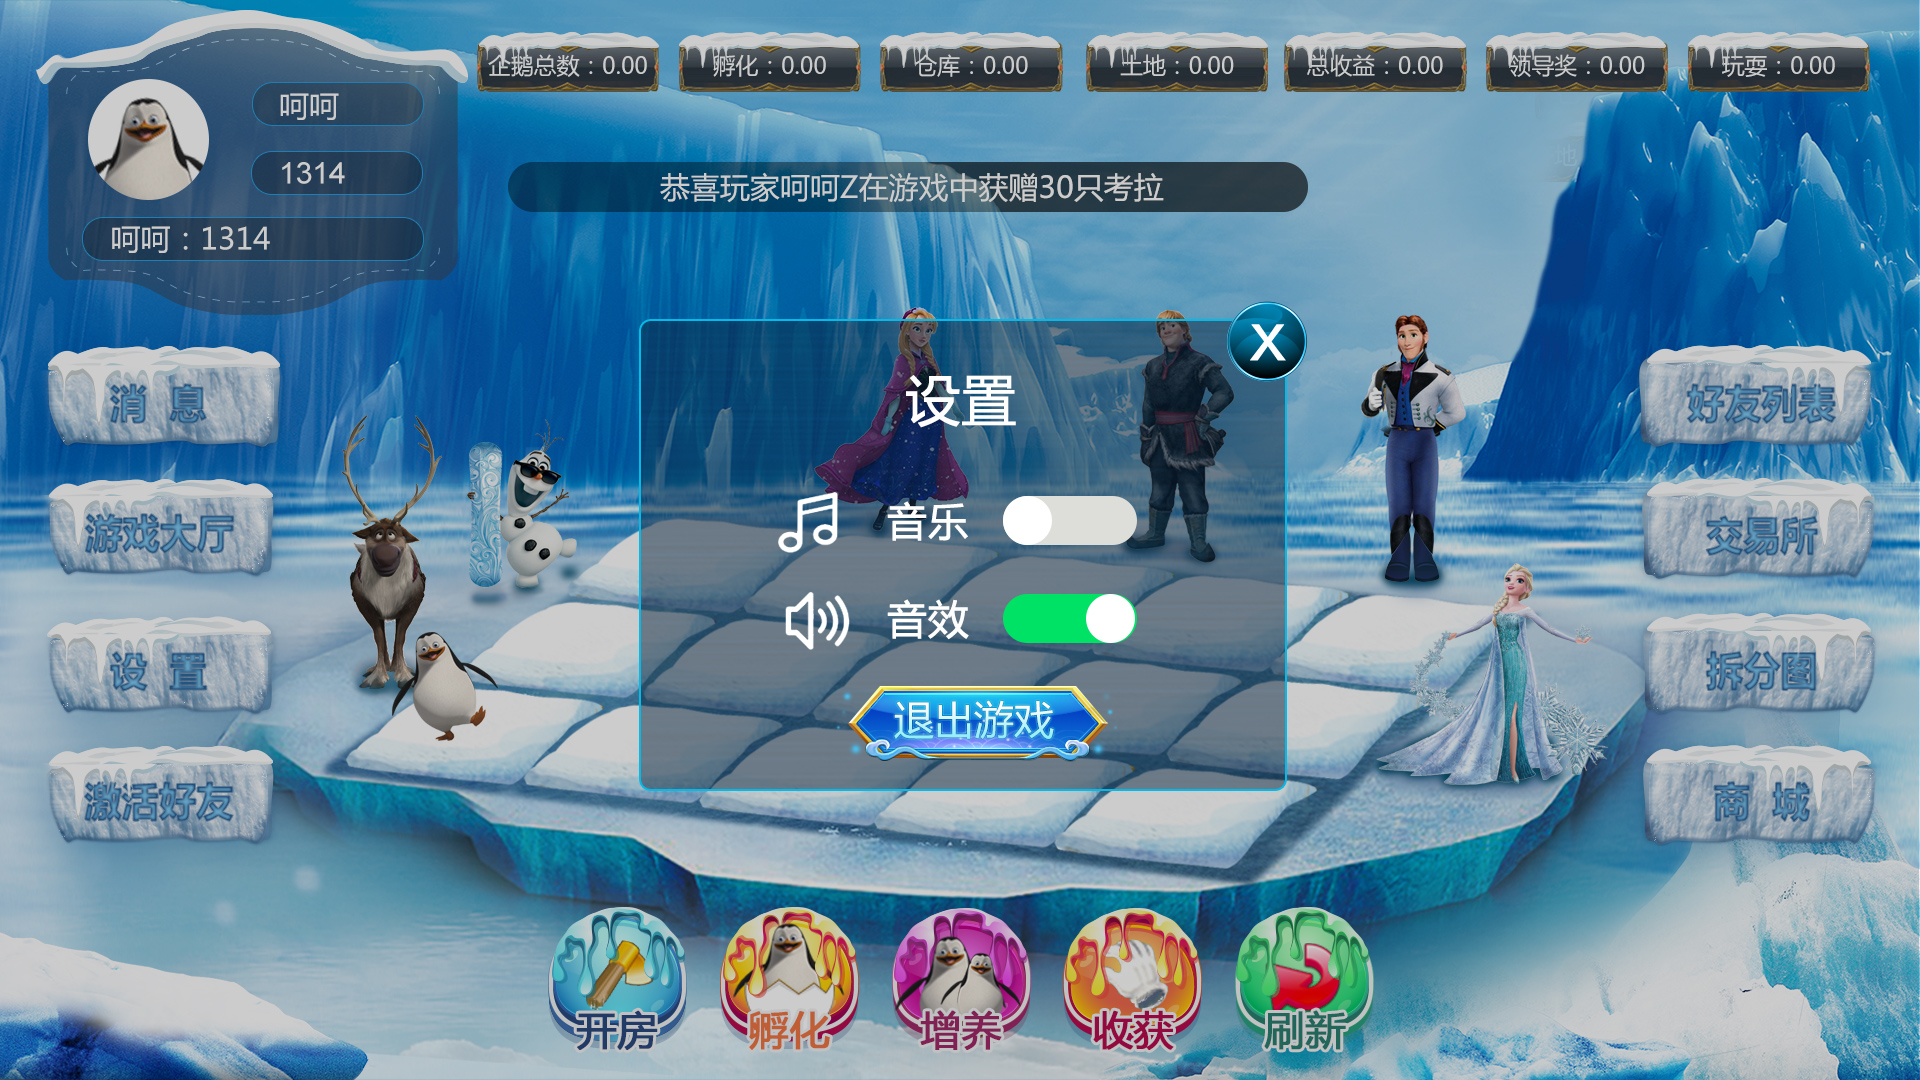 企鹅总数：0.00
孵化：0.00
仓库：0.00
土地：0.00
总收益：0.00
领导奖：0.00
玩耍：0.00
呵呵
1314
呵呵：1314
恭喜玩家呵呵Z在游戏中获赠30只考拉
地
X
设置
消 息
游戏大厅
设 置
激活好友
音乐
音效
退出游戏
好友列表
交易所
拆分图
商 城
开房
孵化
增养
收获
刷新